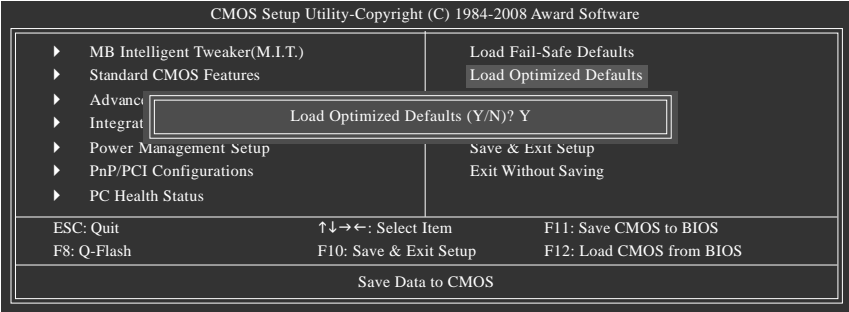 CMOS Setup Utility-Copyright (C) 1984-2008 Award Software
MB Intelligent Tweaker(M.I.T.) Load Fail-Safe Defaults
Standard CMOS Features Load Optimized Defaults
Load Optimized Defaults (Y/N)? Y
Power Management Setup Save & Exit Setup
PnP/PCI Configurations Exit Without Saving
PC Health Status
ESC: Quit ↑↓→←: Select Item F11: Save CMOS to BIOS
F8: Q-Flash F10: Save & Exit Setup F12: Load CMOS from BIOS
Save Data to CMOS